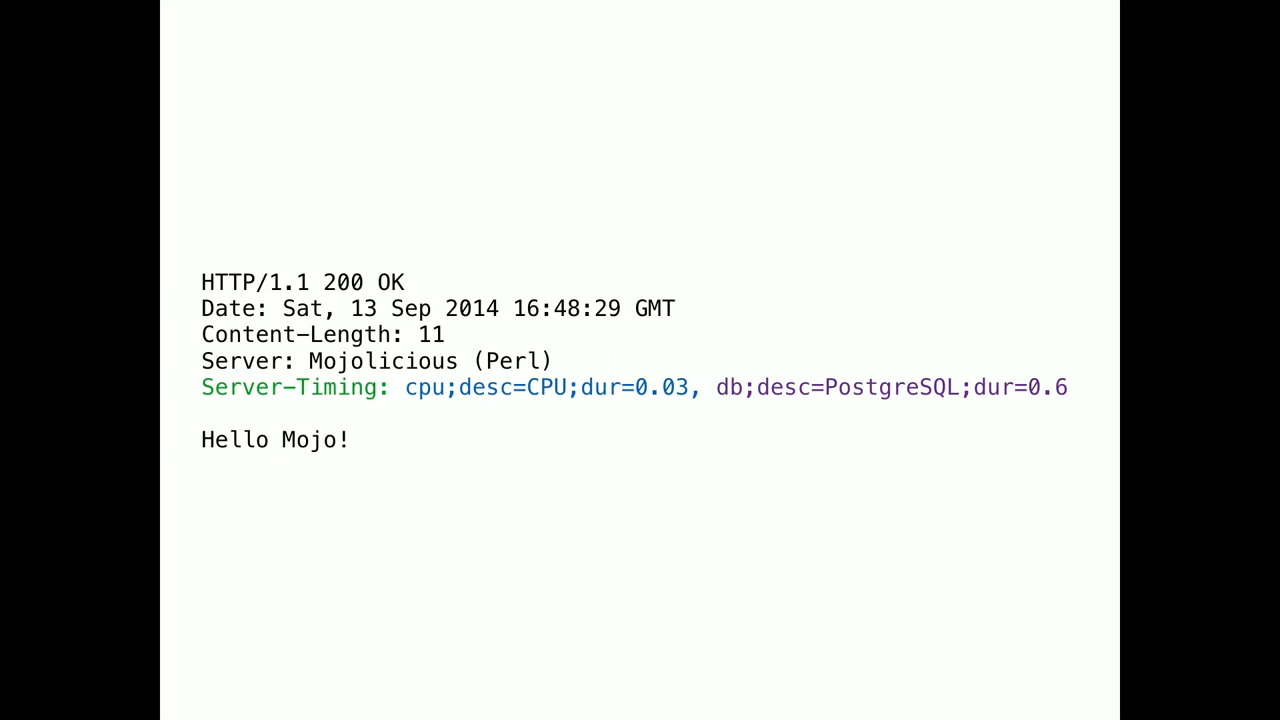 HTTP/1.1 200 OK
Date: Sat, 13 Sep 2014 16:48:29 GMT
Content-Length: 11
Server: Mojolicious (Perl)
Server-Timing: cpu;desc=CPU;dur=0.03, db;desc=PostgreSQL;dur=0.6
Hello Mojo!